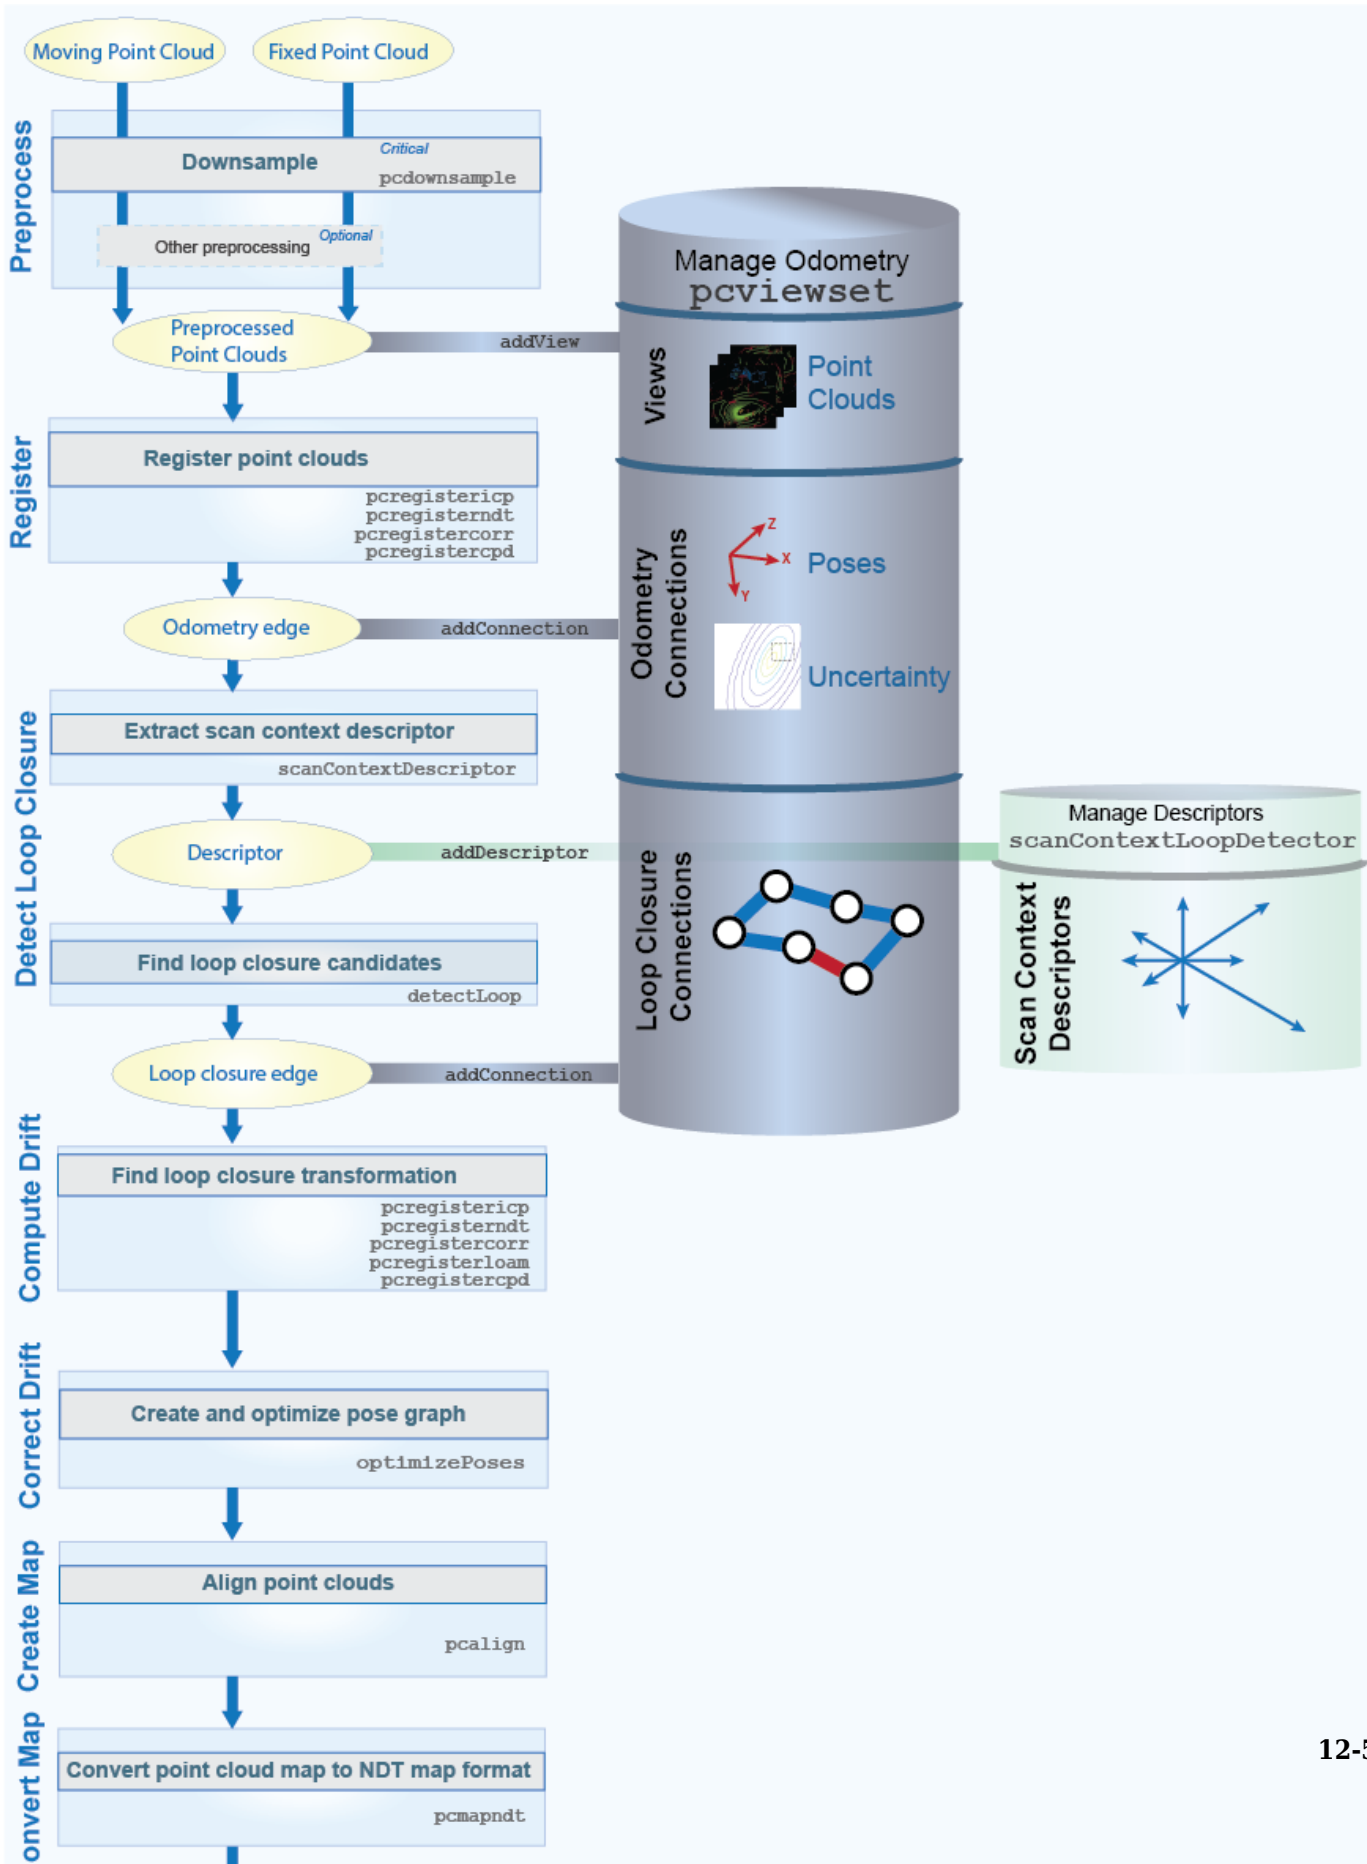 Moving Point Cloud
Fixed Point Cloud
Preprocess
Downsample
Critical
pcdownsample
Other preprocessing
Optional
Preprocessed
Point Clouds
addView
Manage Odometry
pcviewset
Views
Point
Clouds
Register
Register point clouds
pcregistericp
pcregisterndt
pcregistercorr
pcregistercpd
Odometry edge
addConnection
Odometry
Connections
Z
X
Y
Poses
Uncertainty
Detect Loop Closure
Extract scan context descriptor
scanContextDescriptor
Descriptor
addDescriptor
Manage Descriptors
scanContextLoopDetector
Scan Context
Descriptors
Loop Closure
Connections
Find loop closure candidates
detectLoop
Loop closure edge
addConnection
Compute Drift
Find loop closure transformation
pcregistericp
pcregisterndt
pcregistercorr
pcregisterloam
pcregistercpd
Correct Drift
Create and optimize pose graph
optimizePoses
Create Map
Align point clouds
pcalign
onvert Map
Convert point cloud map to NDT map format
pcmapndt
12-5